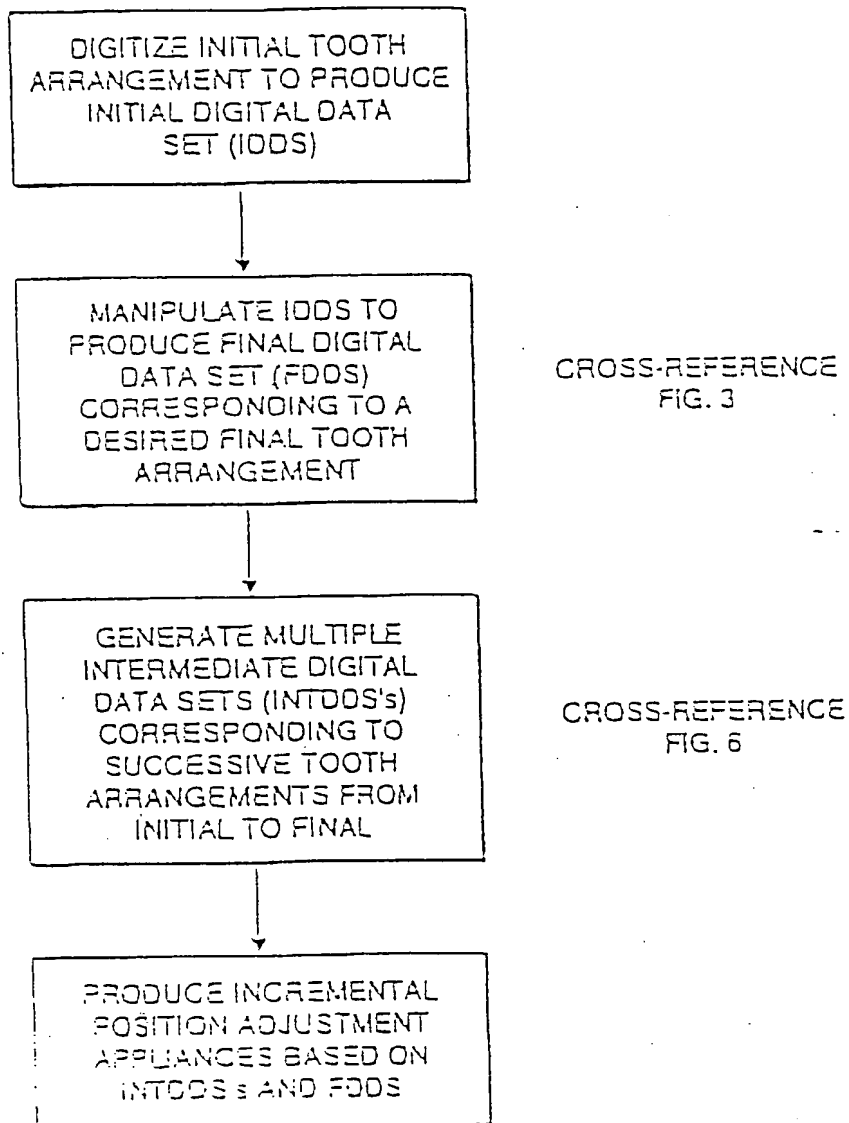 DIGITIZE INITIAL TOOTH
ARRANGEMENT TO PRODUCE
INITIAL DIGITAL DATA
SET (IDDS)
MANIPULATE IDDS TO
PRODUCE FINAL DIGITAL
DATA SET (FDDS)
CORRESPONDING TO A
DESIRED FINAL TOOTH
ARRANGEMENT
CROSS-REFERENCE
FIG. 3
GENERATE MULTIPLE
INTERMEDIATE DIGITAL
DATA SETS (INTDDS's)
CORRESPONDING TO
SUCCESSIVE TOOTH
ARRANGEMENTS FROM
INITIAL TO FINAL
CROSS-REFERENCE
FIG. 6
PRODUCE INCREMENTAL
POSITION ADJUSTMENT
APPLIANCES BASED ON
INTDDS's AND FDDS